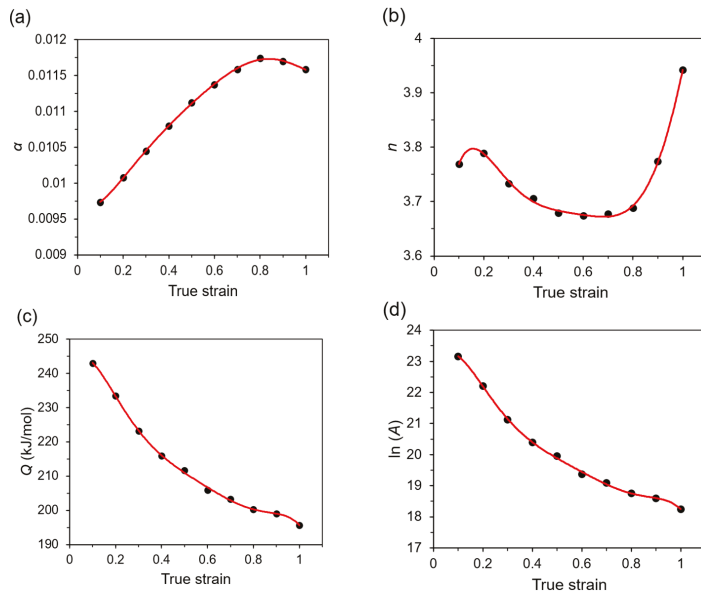 (a)
0.012
0.0115
0.011
0.0105
0.01
0.0095
0.009
α
0 0.2 0.4 0.6 0.8 1
True strain
(b)
4
3.9
3.8
3.7
3.6
n
0 0.2 0.4 0.6 0.8 1
True strain
(c)
250
240
230
220
210
200
190
Q (kJ/mol)
0 0.2 0.4 0.6 0.8 1
True strain
(d)
25
24
23
22
21
20
19
18
17
ln (A)
0 0.2 0.4 0.6 0.8 1
True strain